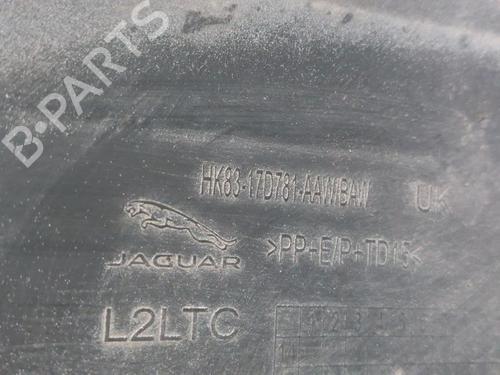 B-PARTS
HK83-17D781-AAW/BAW UK
JAGUAR >PP+E/P+TD15<
L2LTC